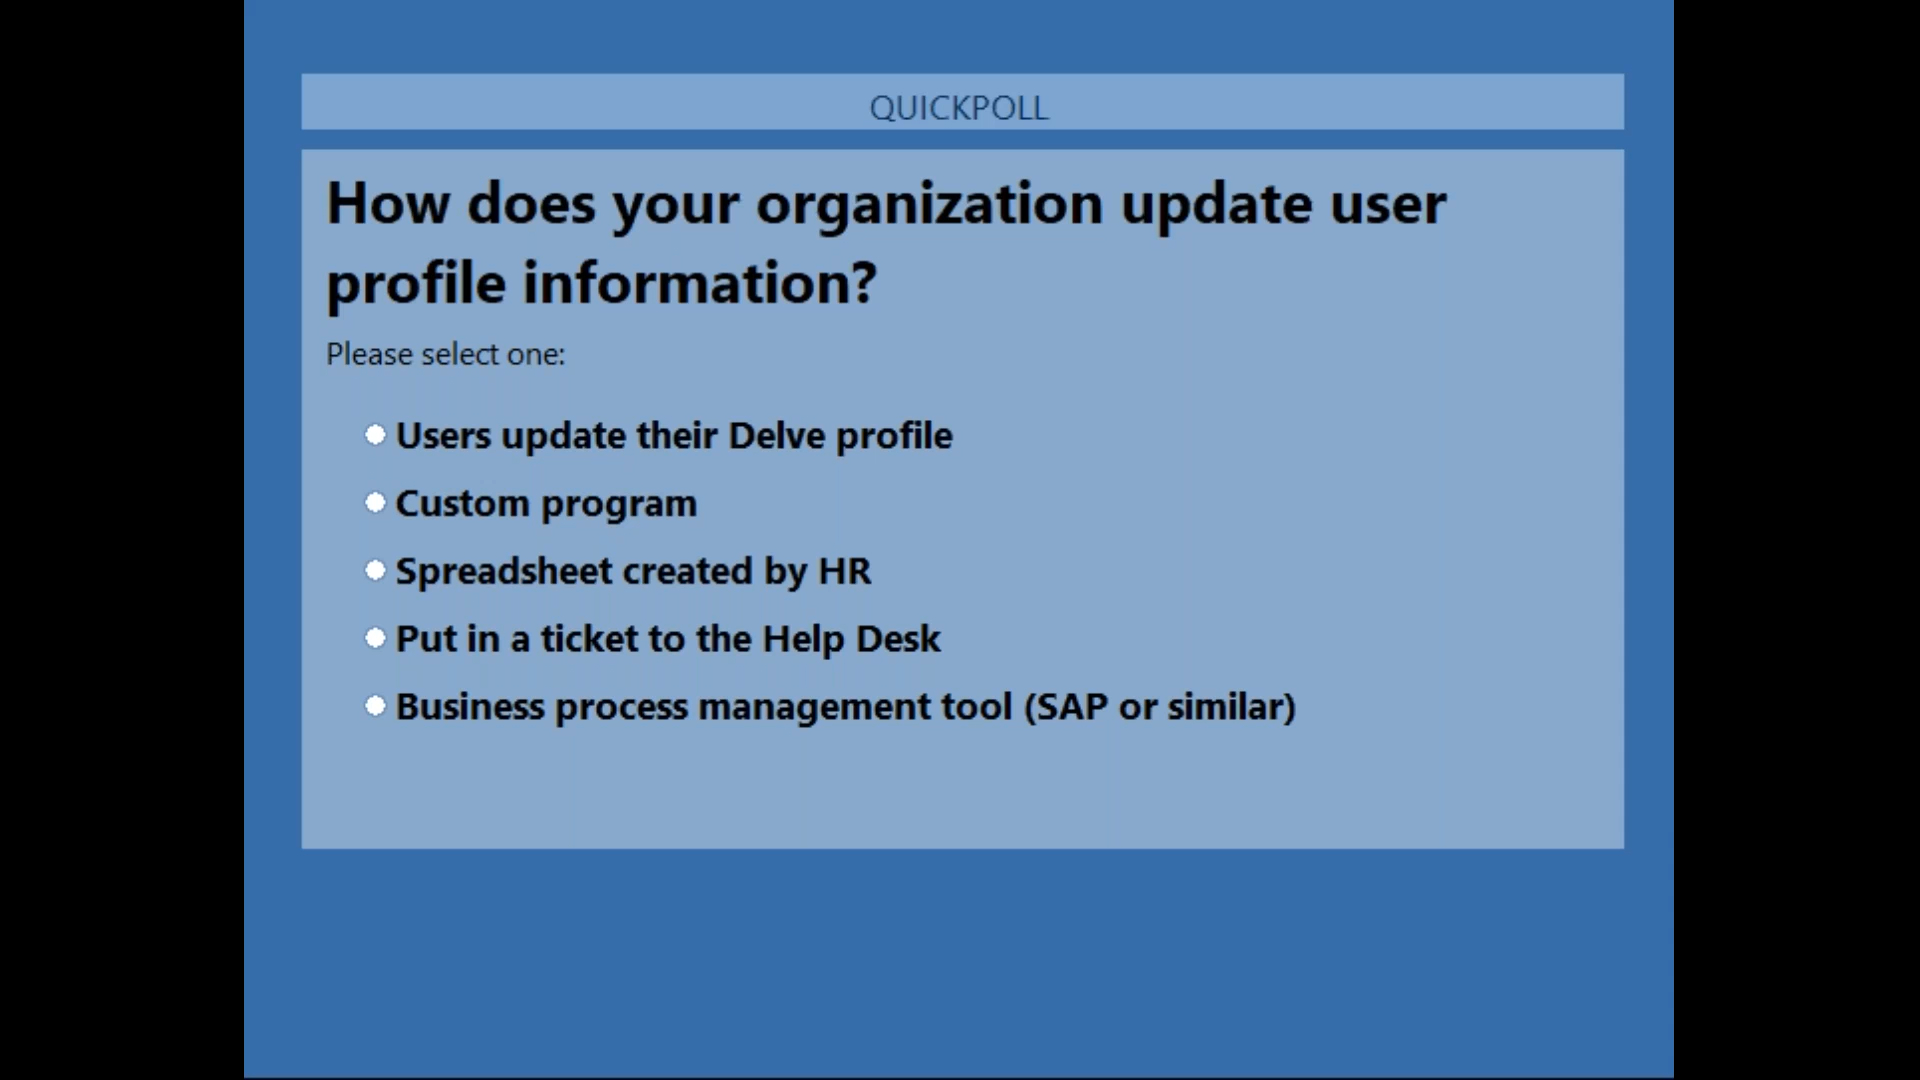 QUICKPOLL
How does your organization update user
profile information?
Please select one:
Users update their Delve profile
Custom program
Spreadsheet created by HR
Put in a ticket to the Help Desk
Business process management tool (SAP or similar)